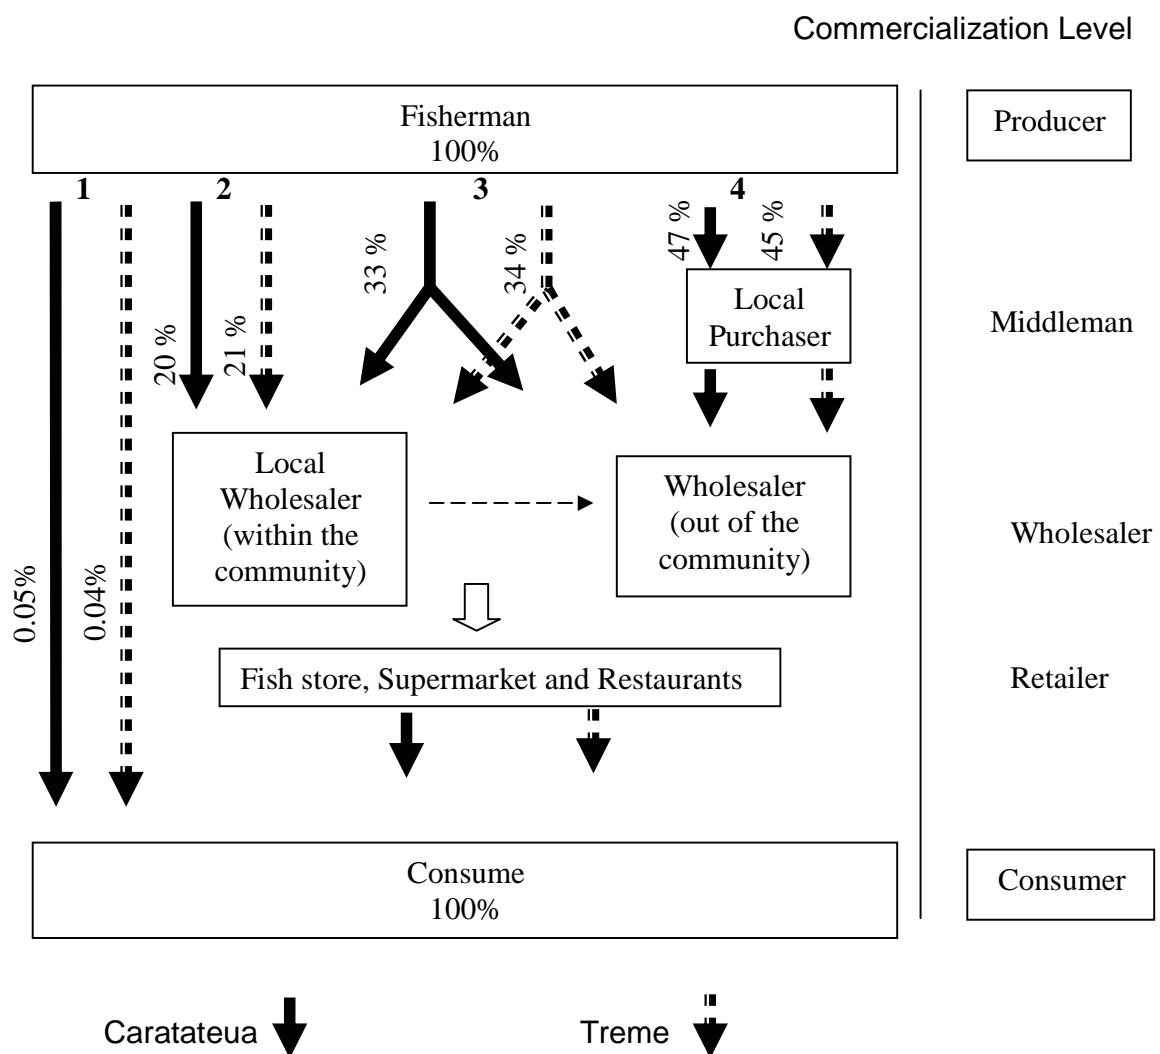 Commercialization Level
Fisherman
100%
Producer
1 2 3 4
47 %
45 %
33 %
34 %
20 %
21 %
Local
Purchaser
Middleman
Local
Wholesaler
(within the
community)
Wholesaler
(out of the
community)
Wholesaler
0.05%
0.04%
Fish store, Supermarket and Restaurants
Retailer
Consume
100%
Consumer
Caratateua
Treme